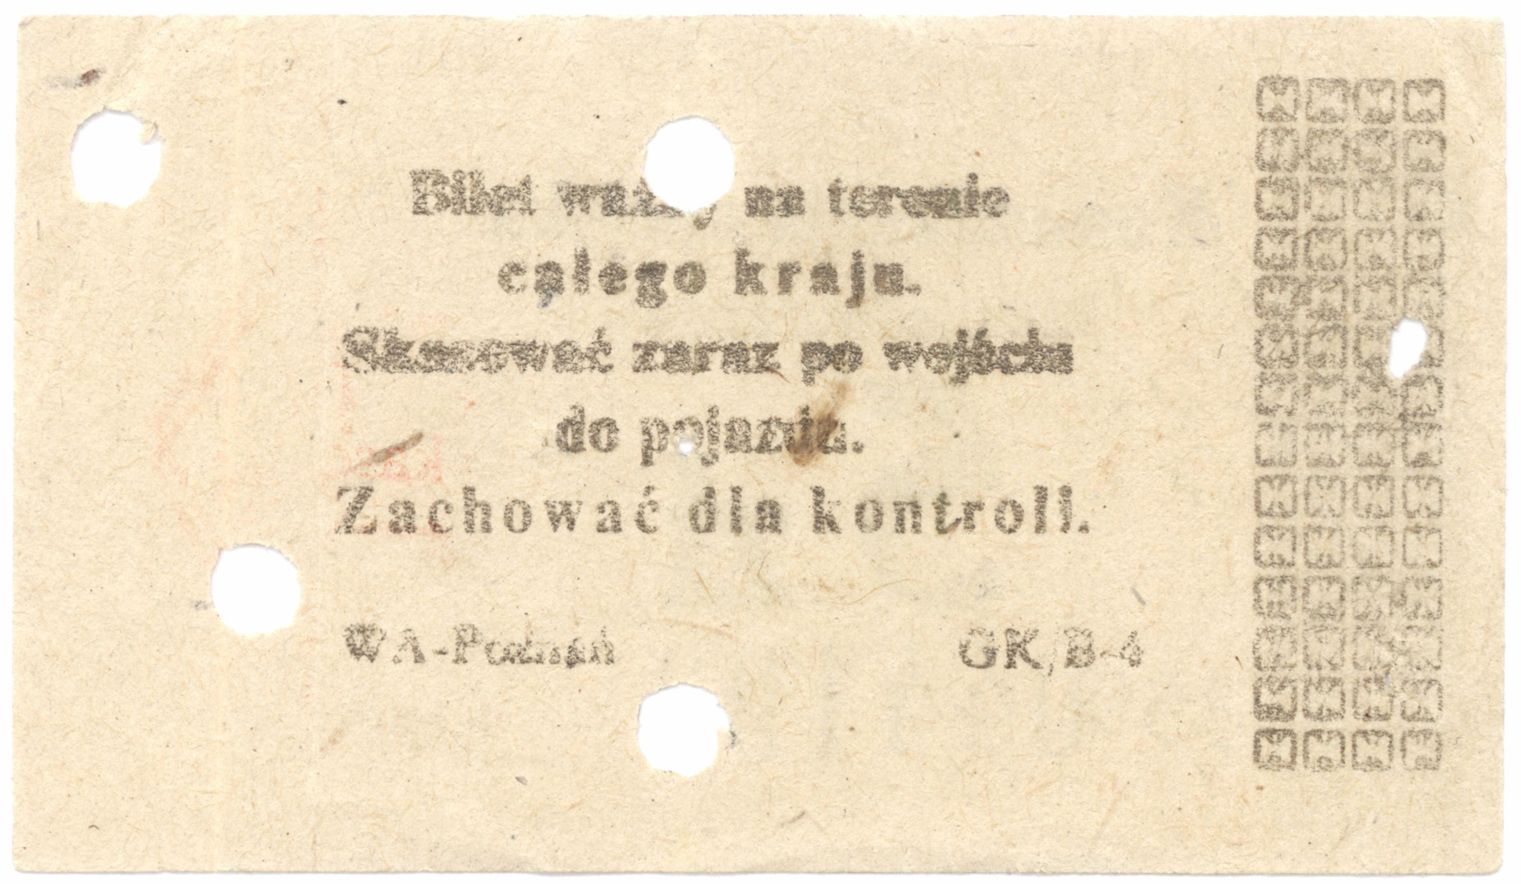 Bilet ważny na terenie
całego kraju.
Skasować zaraz po wejściu
do pojazdu.
Zachować dla kontroli.
WA-Poznań GK/B-4